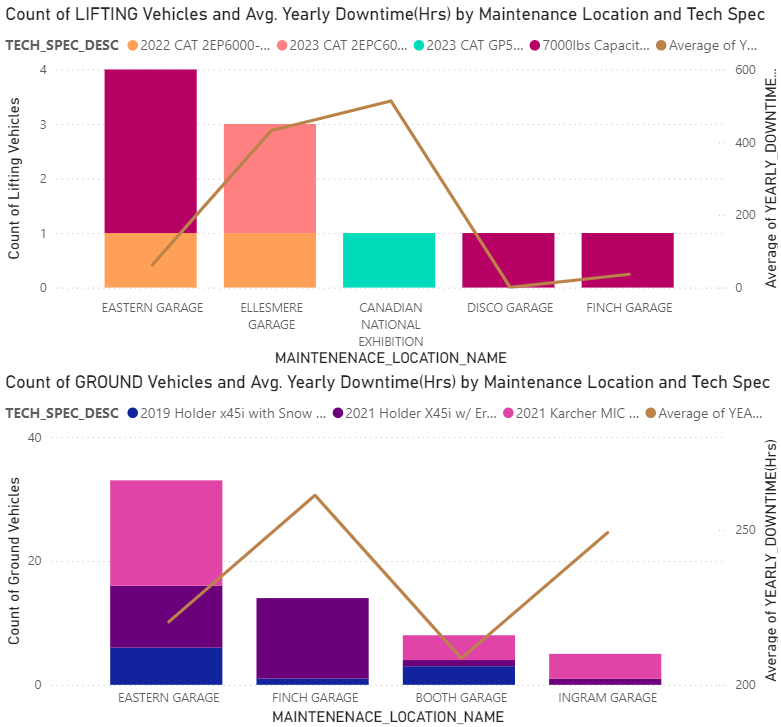 Count of LIFTING Vehicles and Avg. Yearly Downtime(Hrs) by Maintenance Location and Tech Spec
TECH_SPEC_DESC 2022 CAT 2EP6000-... 2023 CAT 2EPC60... 2023 CAT GP5... 7000lbs Capacit... Average of Y...
4
3
2
1
0
Count of Lifting Vehicles
600
400
200
0
Average of YEARLY_DOWNTIME...
EASTERN GARAGE
ELLESMERE
GARAGE
CANADIAN
NATIONAL
EXHIBITION
DISCO GARAGE
FINCH GARAGE
MAINTENENACE_LOCATION_NAME
Count of GROUND Vehicles and Avg. Yearly Downtime(Hrs) by Maintenance Location and Tech Spec
TECH_SPEC_DESC 2019 Holder x45i with Snow ... 2021 Holder X45i w/ Er... 2021 Karcher MIC ... Average of YEA...
40
20
0
Count of Ground Vehicles
250
200
Average of YEARLY_DOWNTIME(Hrs)
EASTERN GARAGE
FINCH GARAGE
BOOTH GARAGE
INGRAM GARAGE
MAINTENENACE_LOCATION_NAME